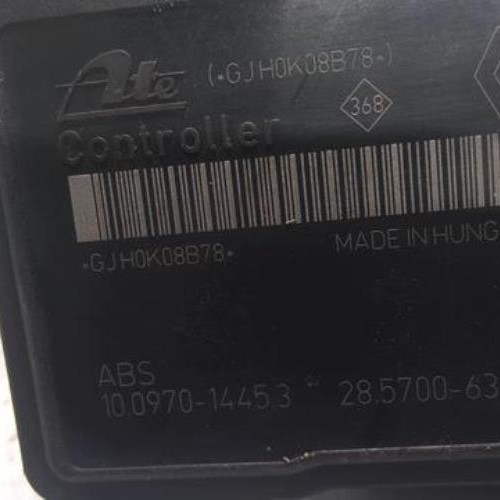 Ate (•GJH0K08B78•)
368
Controller
•GJH0K08B78• MADE IN HUNG
ABS
10.0970-1445.3 28.5700-63